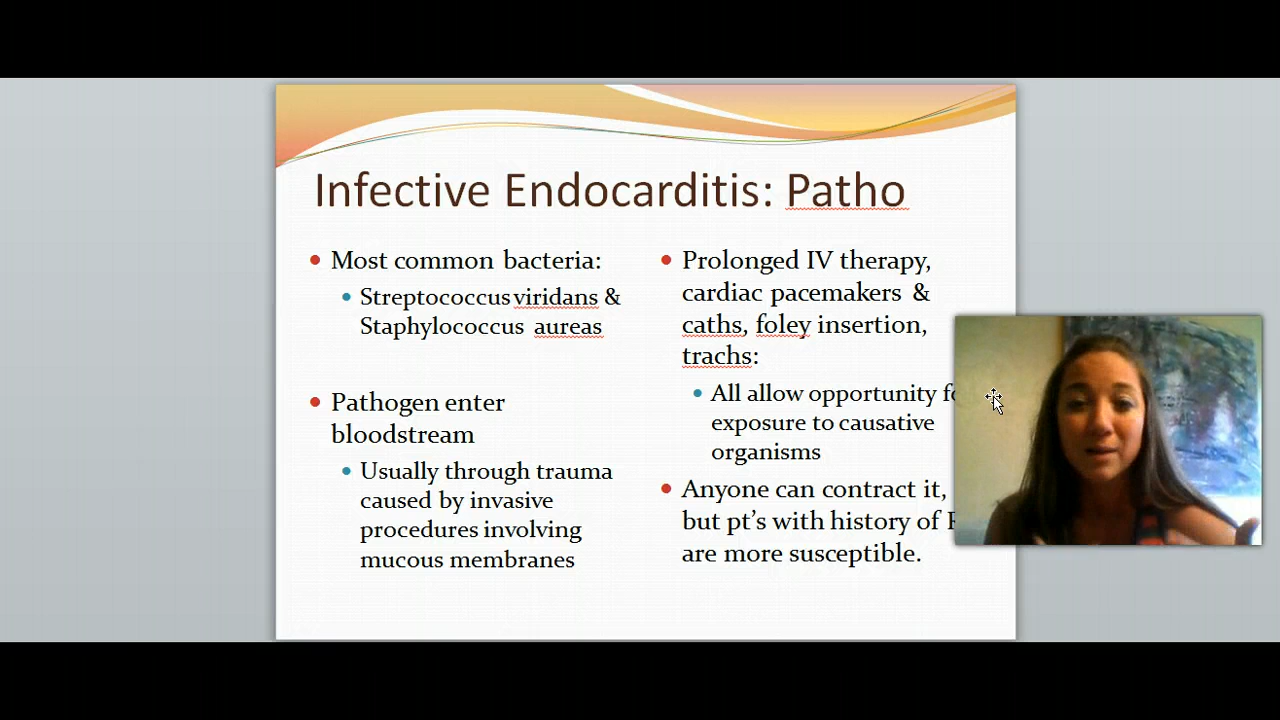 Infective Endocarditis: Patho
Most common bacteria:
Streptococcus viridans &
Staphylococcus aureas
Pathogen enter
bloodstream
Usually through trauma
caused by invasive
procedures involving
mucous membranes
Prolonged IV therapy,
cardiac pacemakers &
caths, foley insertion,
trachs:
All allow opportunity
exposure to causative
organisms
Anyone can contract it,
but pt's with history of
are more susceptible.